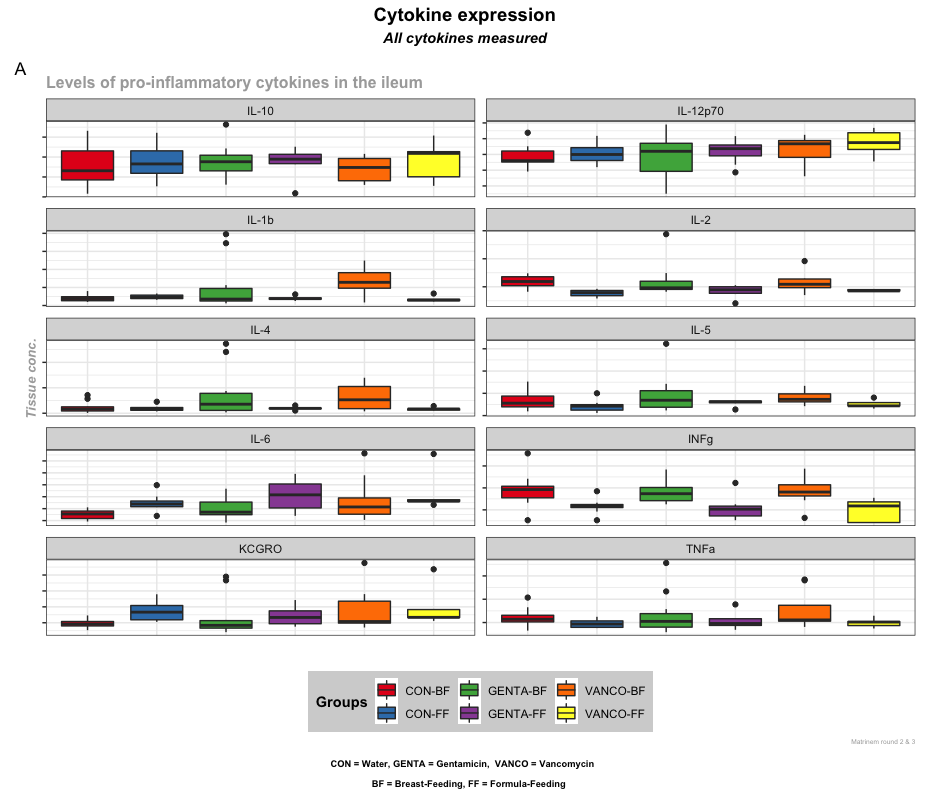 Cytokine expression
All cytokines measured
A
Levels of pro-inflammatory cytokines in the ileum
IL-10
IL-12p70
IL-1b
IL-2
IL-4
IL-5
Tissue conc.
IL-6
INFg
KCGRO
TNFa
Groups
CON-BF
GENTA-BF
VANCO-BF
CON-FF
GENTA-FF
VANCO-FF
Matrinem round 2 & 3
CON = Water, GENTA = Gentamicin, VANCO = Vancomycin
BF = Breast-Feeding, FF = Formula-Feeding